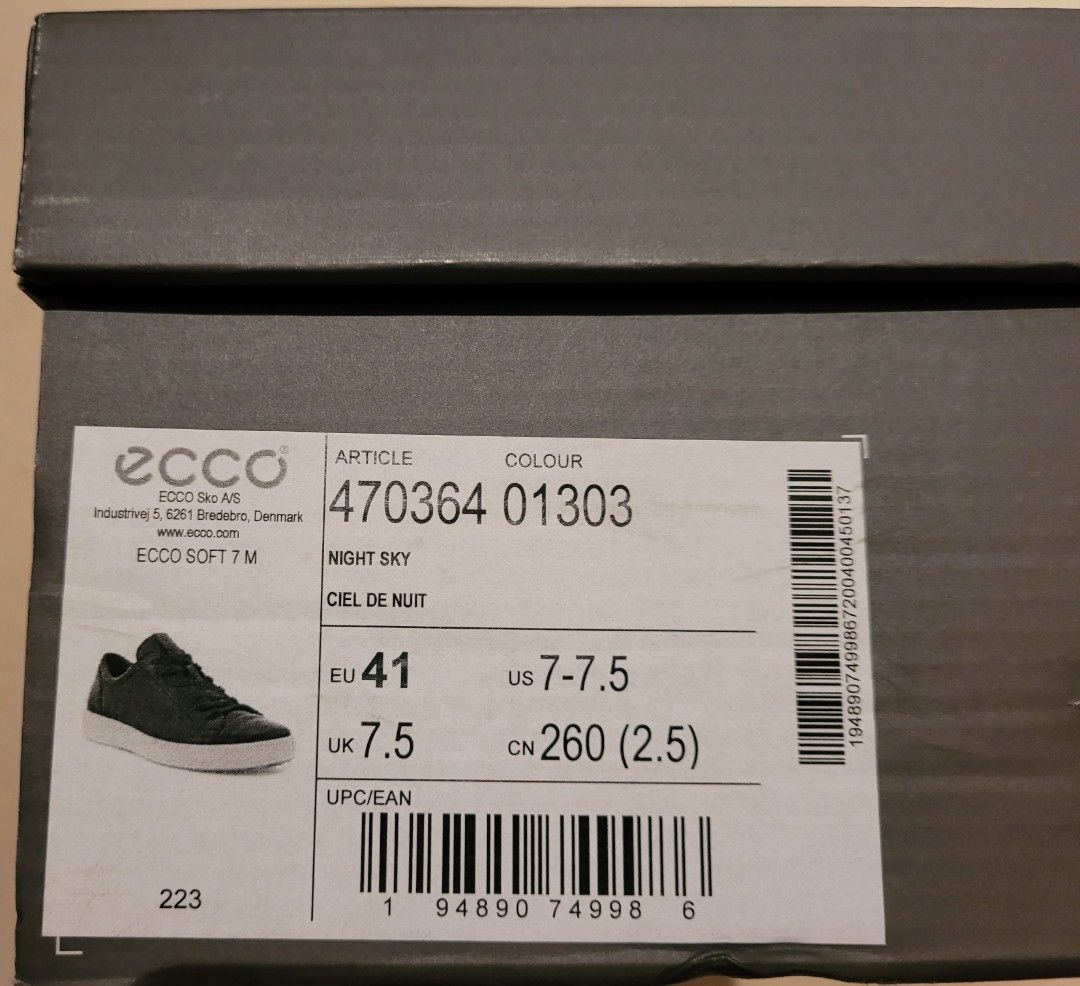 ecco®
ECCO Sko A/S
Industrivej 5, 6261 Bredebro, Denmark
www.ecco.com
ECCO SOFT 7 M
223
ARTICLE COLOUR
470364 01303
NIGHT SKY
CIEL DE NUIT
EU 41 US 7-7.5
UK 7.5 CN 260 (2.5)
UPC/EAN
1 94890 74998 6
1948907499867200400450137